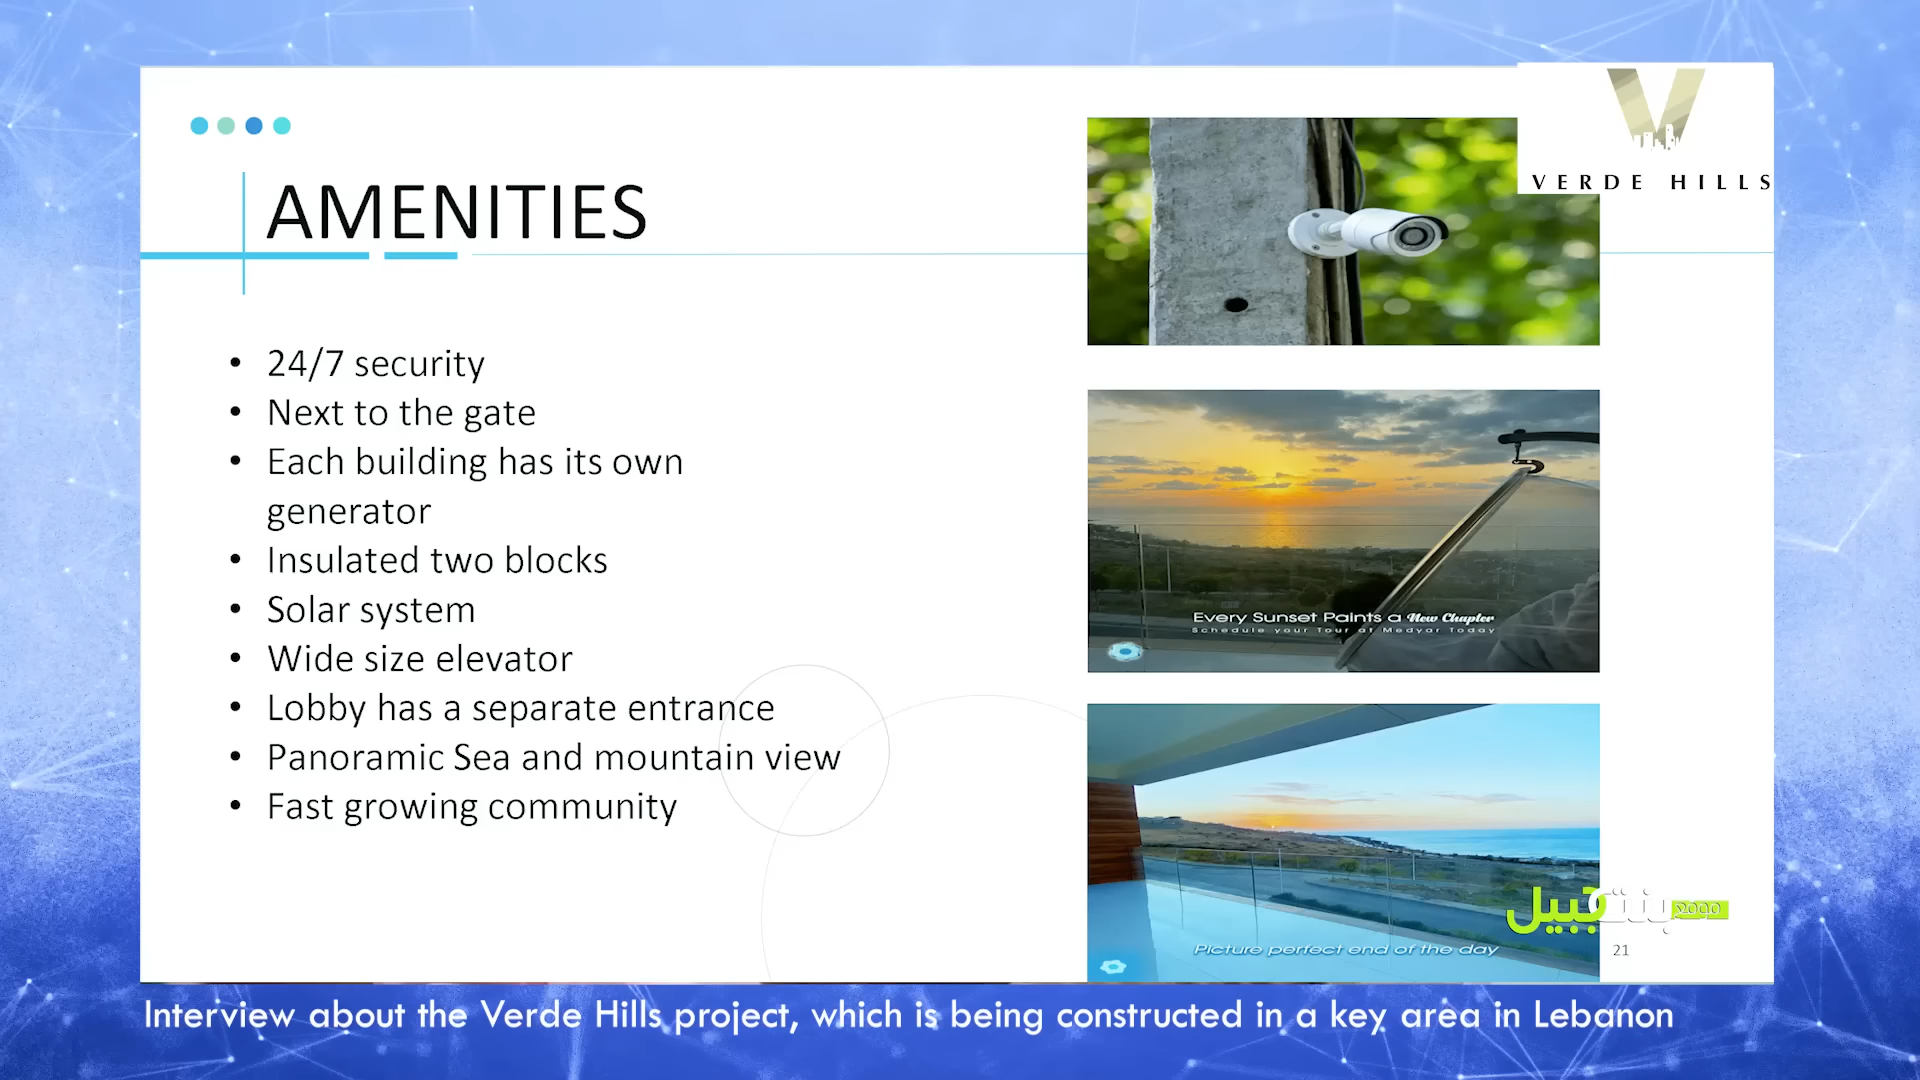 VERDE HILLS
AMENITIES
• 24/7 security
• Next to the gate
• Each building has its own
generator
• Insulated two blocks
• Solar system
• Wide size elevator
• Lobby has a separate entrance
• Panoramic Sea and mountain view
• Fast growing community
Every Sunset Paints a New Chapter
Schedule your Tour at Medyar Today
Picture perfect end of the day
بنت جبيل 2000
21
Interview about the Verde Hills project, which is being constructed in a key area in Lebanon